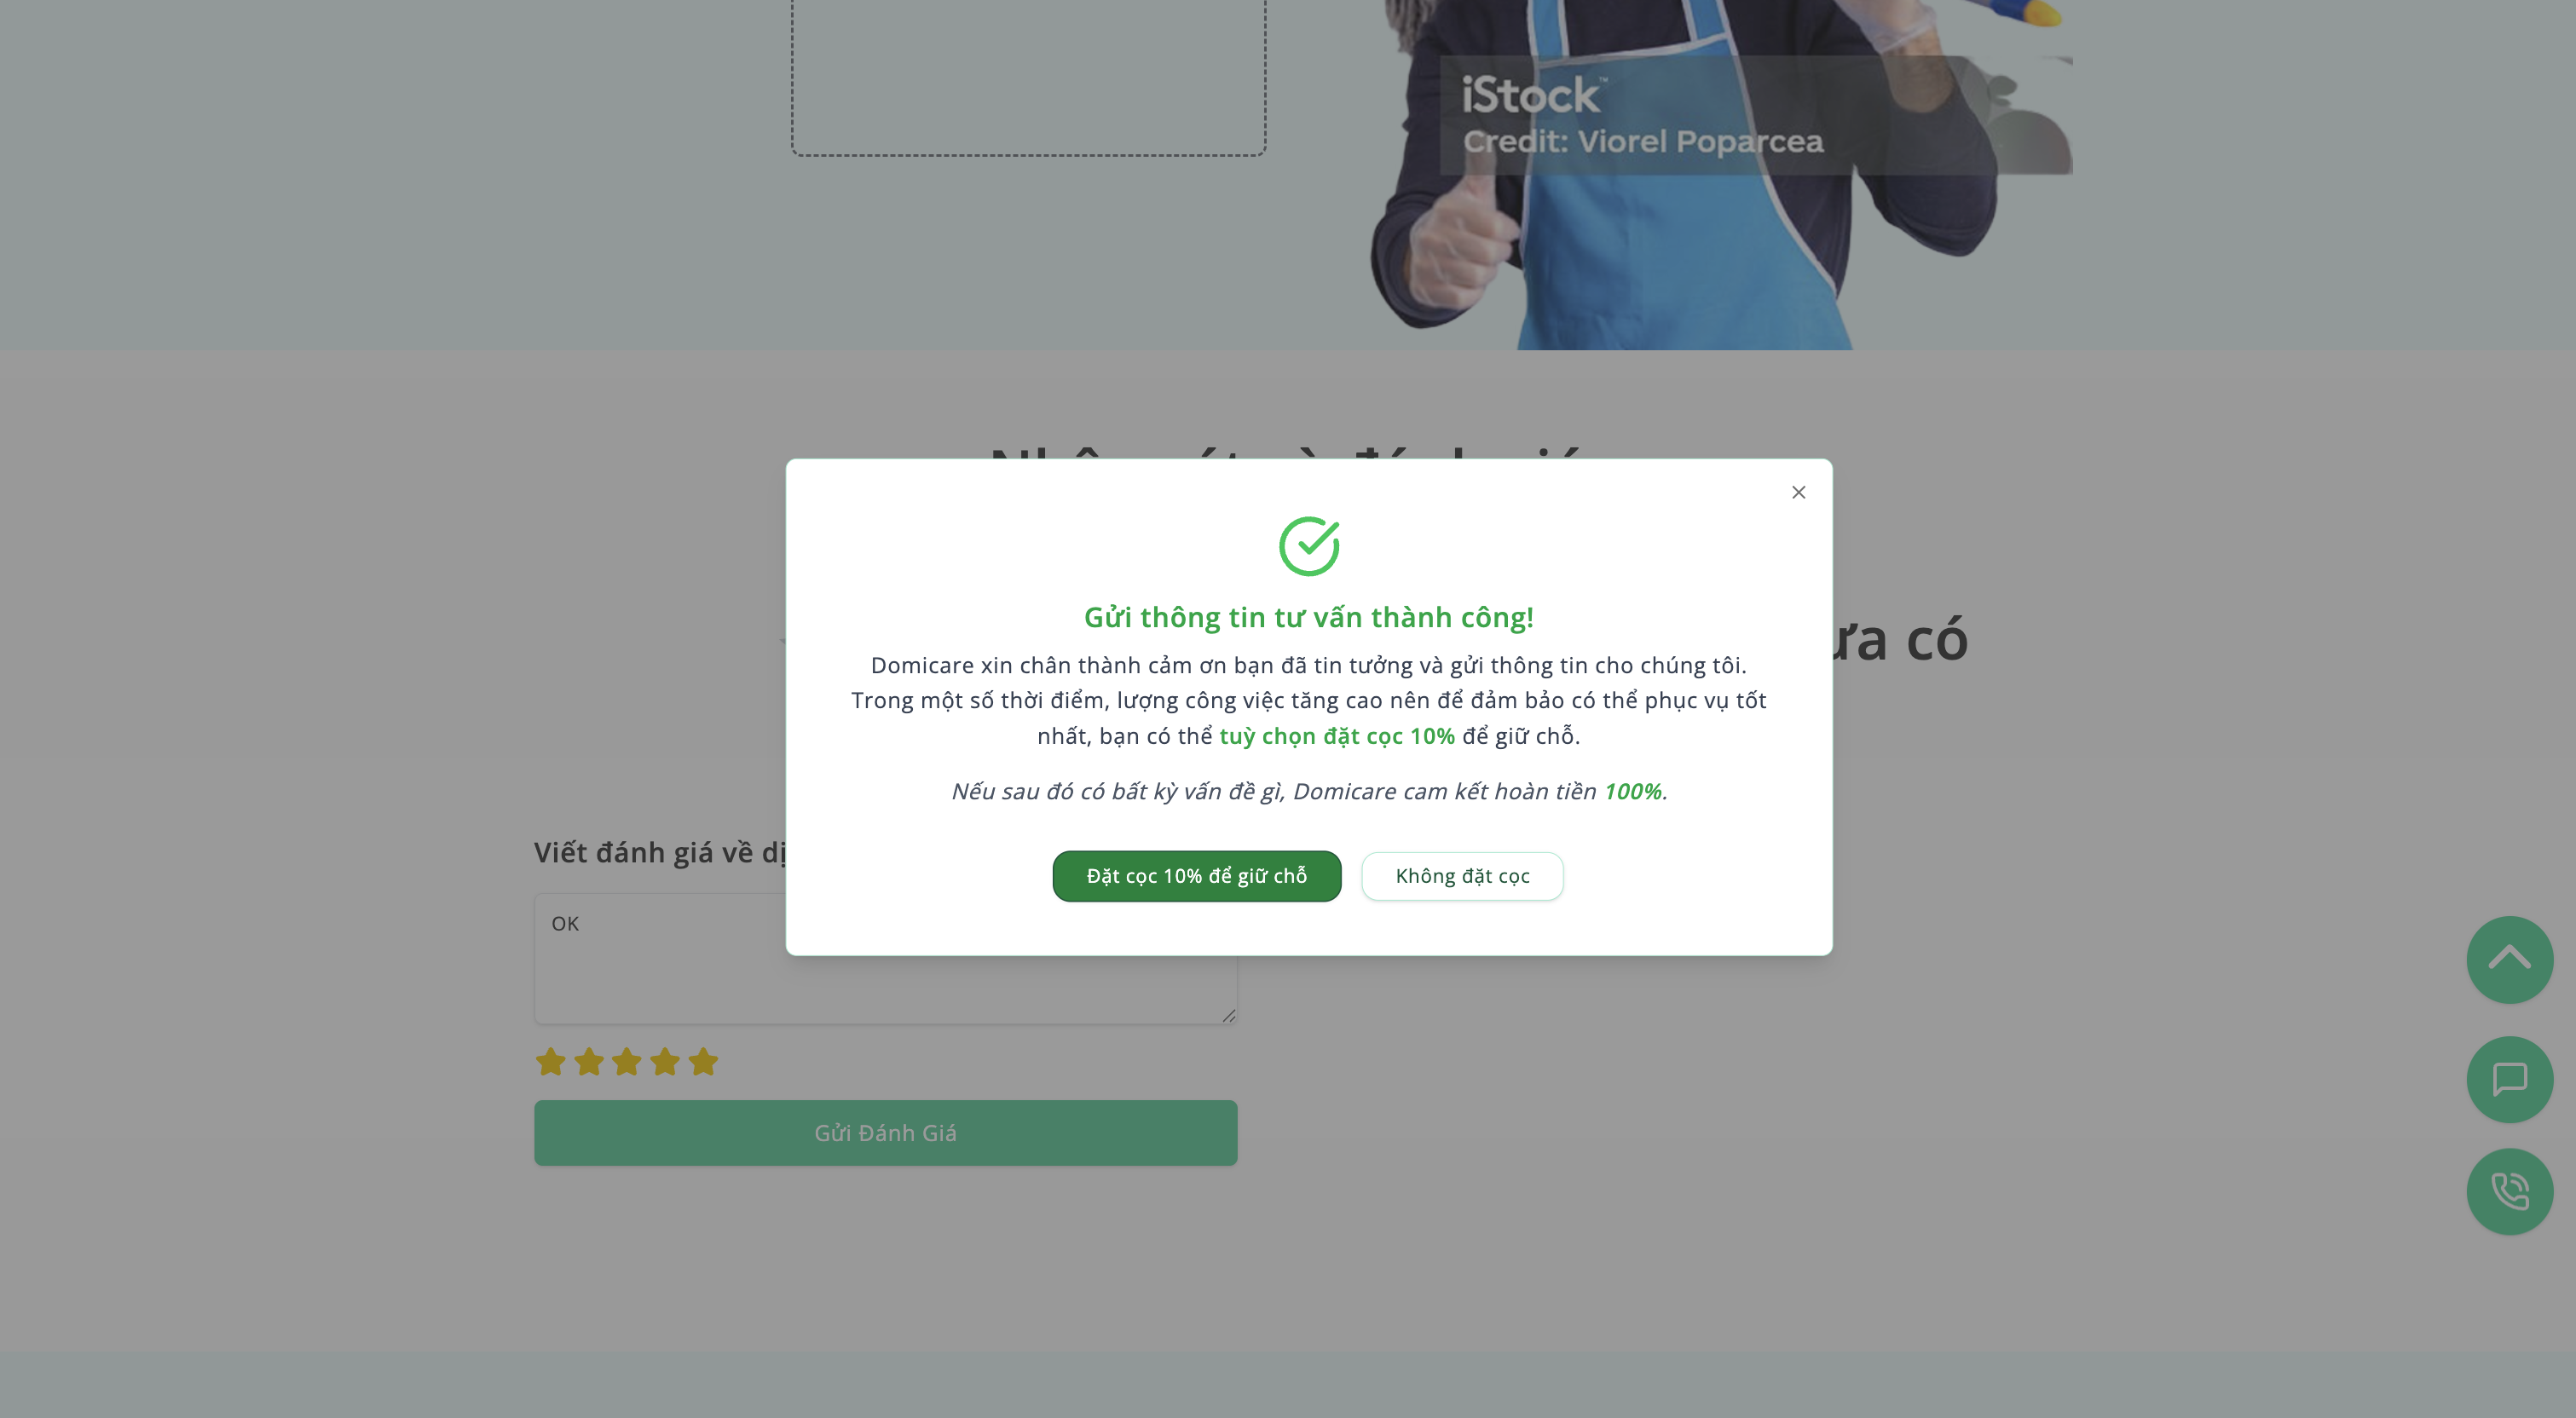 iStock™
Credit: Viorel Poparcea
Gửi thông tin tư vấn thành công!
Domicare xin chân thành cảm ơn bạn đã tin tưởng và gửi thông tin cho chúng tôi.
Trong một số thời điểm, lượng công việc tăng cao nên để đảm bảo có thể phục vụ tốt
nhất, bạn có thể tuỳ chọn đặt cọc 10% để giữ chỗ.
có
Nếu sau đó có bất kỳ vấn đề gì, Domicare cam kết hoàn tiền 100%.
Đặt cọc 10% để giữ chỗ
Không đặt cọc
Viết đánh giá về
OK
Gửi Đánh Giá